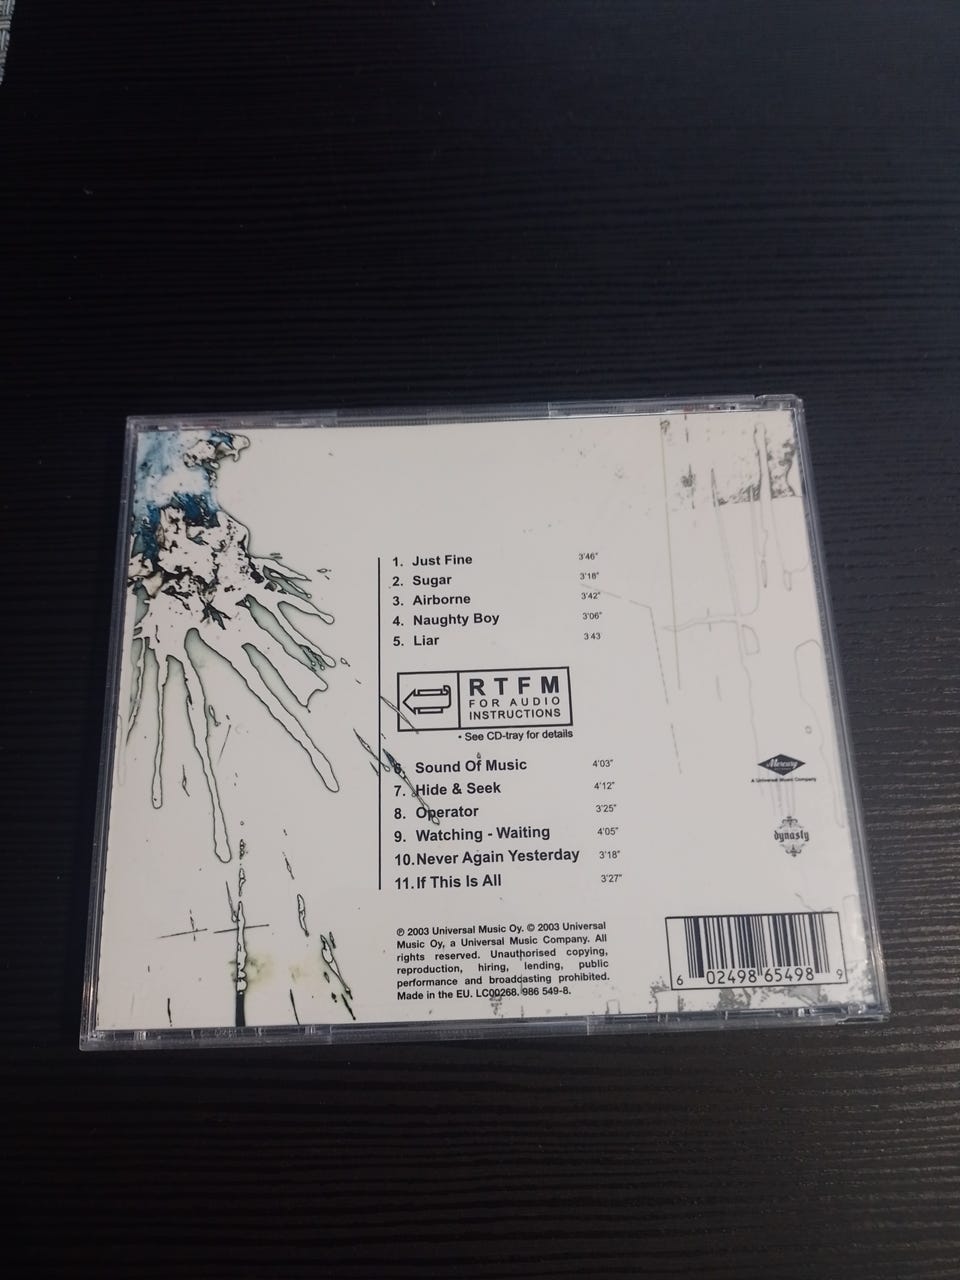 1. Just Fine 3'46"
2. Sugar 3'18"
3. Airborne 3'42"
4. Naughty Boy 3'06"
5. Liar 3 43
RTFM
FOR AUDIO
INSTRUCTIONS
• See CD-tray for details
6. Sound Of Music 4'03"
7. Hide & Seek 4'12"
8. Operator 3'25"
9. Watching - Waiting 4'05"
10. Never Again Yesterday 3'18"
11. If This Is All 3'27"
Mercury
A Universal Music Company
dynasty
℗ 2003 Universal Music Oy. © 2003 Universal
Music Oy, a Universal Music Company. All
rights reserved. Unauthorised copying,
reproduction, hiring, lending, public
performance and broadcasting prohibited.
Made in the EU. LC00268. 986 549-8.
6 02498 65498 9